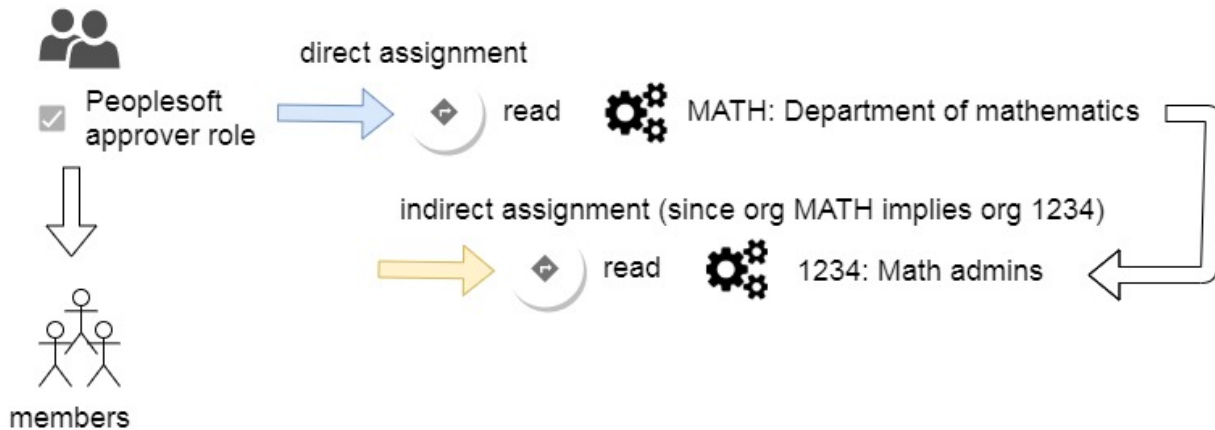 direct assignment
Peoplesoft
approver role
read
MATH: Department of mathematics
indirect assignment (since org MATH implies org 1234)
read
1234: Math admins
members